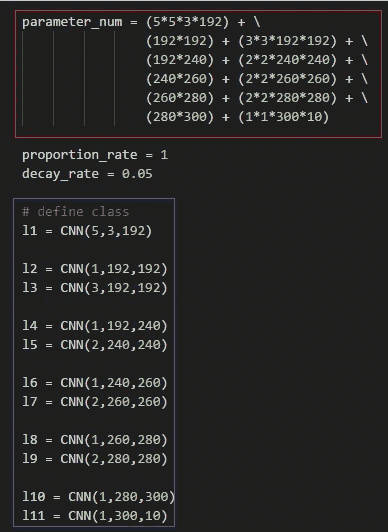 parameter_num = (5*5*3*192) + \
(192*192) + (3*3*192*192) + \
(192*240) + (2*2*240*240) + \
(240*260) + (2*2*260*260) + \
(260*280) + (2*2*280*280) + \
(280*300) + (1*1*300*10)
proportion_rate = 1
decay_rate = 0.05
# define class
l1 = CNN(5,3,192)
l2 = CNN(1,192,192)
l3 = CNN(3,192,192)
l4 = CNN(1,192,240)
l5 = CNN(2,240,240)
l6 = CNN(1,240,260)
l7 = CNN(2,260,260)
l8 = CNN(1,260,280)
l9 = CNN(2,280,280)
l10 = CNN(1,280,300)
l11 = CNN(1,300,10)